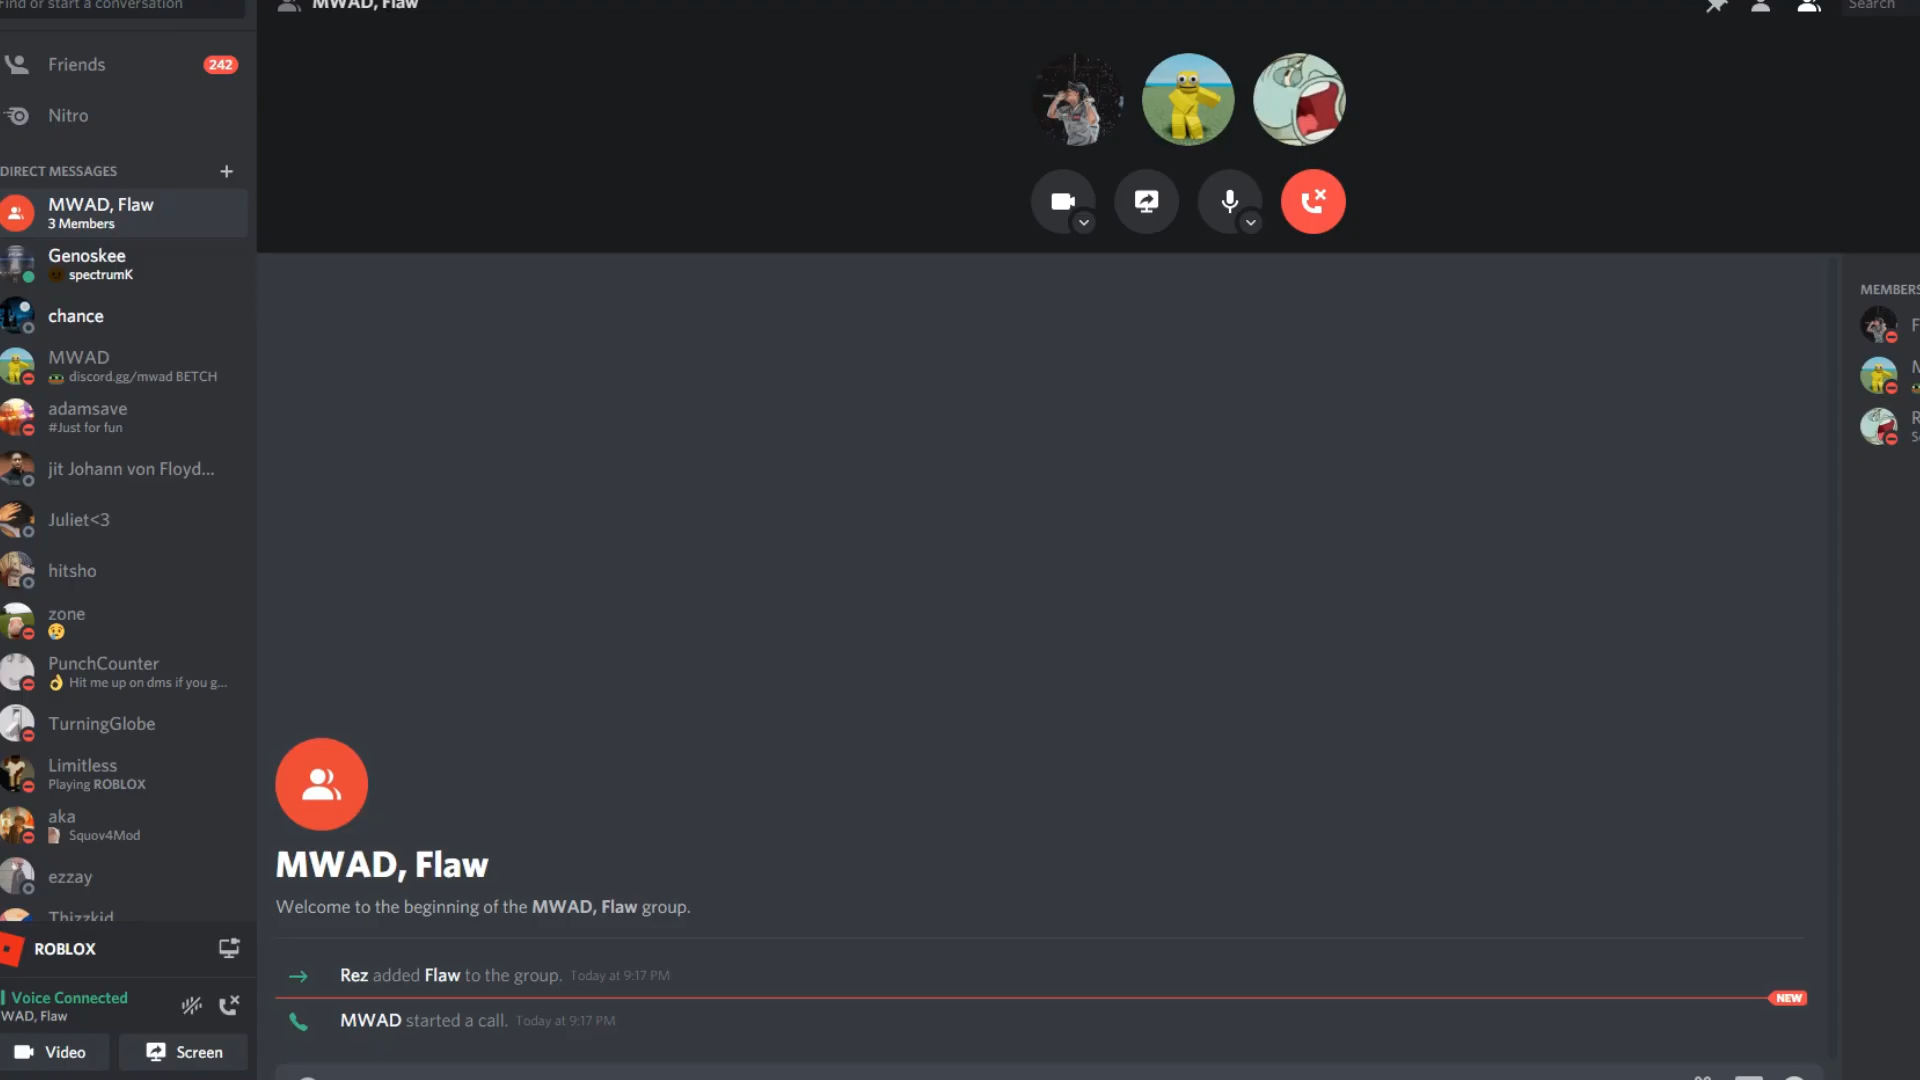 Find or start a conversation
MWAD, Flaw
Search
Friends
242
Nitro
DIRECT MESSAGES
MWAD, Flaw
3 Members
Genoskee
spectrumK
chance
MWAD
discord.gg/mwad BETCH
adamsave
#Just for fun
jit Johann von Floyd...
Juliet<3
hitsho
zone
PunchCounter
Hit me up on dms if you g...
TurningGlobe
Limitless
Playing ROBLOX
aka
Squov4Mod
ezzay
Thizzkid
ROBLOX
Voice Connected
WAD, Flaw
Video
Screen
MWAD, Flaw
Welcome to the beginning of the MWAD, Flaw group.
Rez added Flaw to the group. Today at 9:17 PM
NEW
MWAD started a call. Today at 9:17 PM
MEMBERS
F
M
R